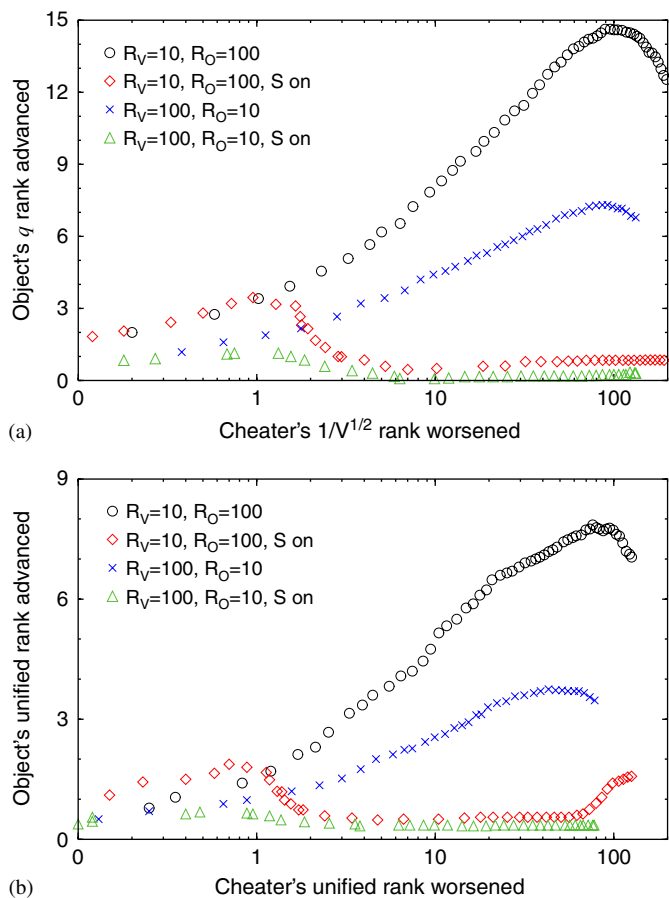 15
12
9
6
3
0
Object's q rank advanced
R_V=10, R_O=100
R_V=10, R_O=100, S on
R_V=100, R_O=10
R_V=100, R_O=10, S on
0 1 10 100
(a) Cheater's 1/V^1/2 rank worsened
9
6
3
0
Object's unified rank advanced
R_V=10, R_O=100
R_V=10, R_O=100, S on
R_V=100, R_O=10
R_V=100, R_O=10, S on
0 1 10 100
(b) Cheater's unified rank worsened